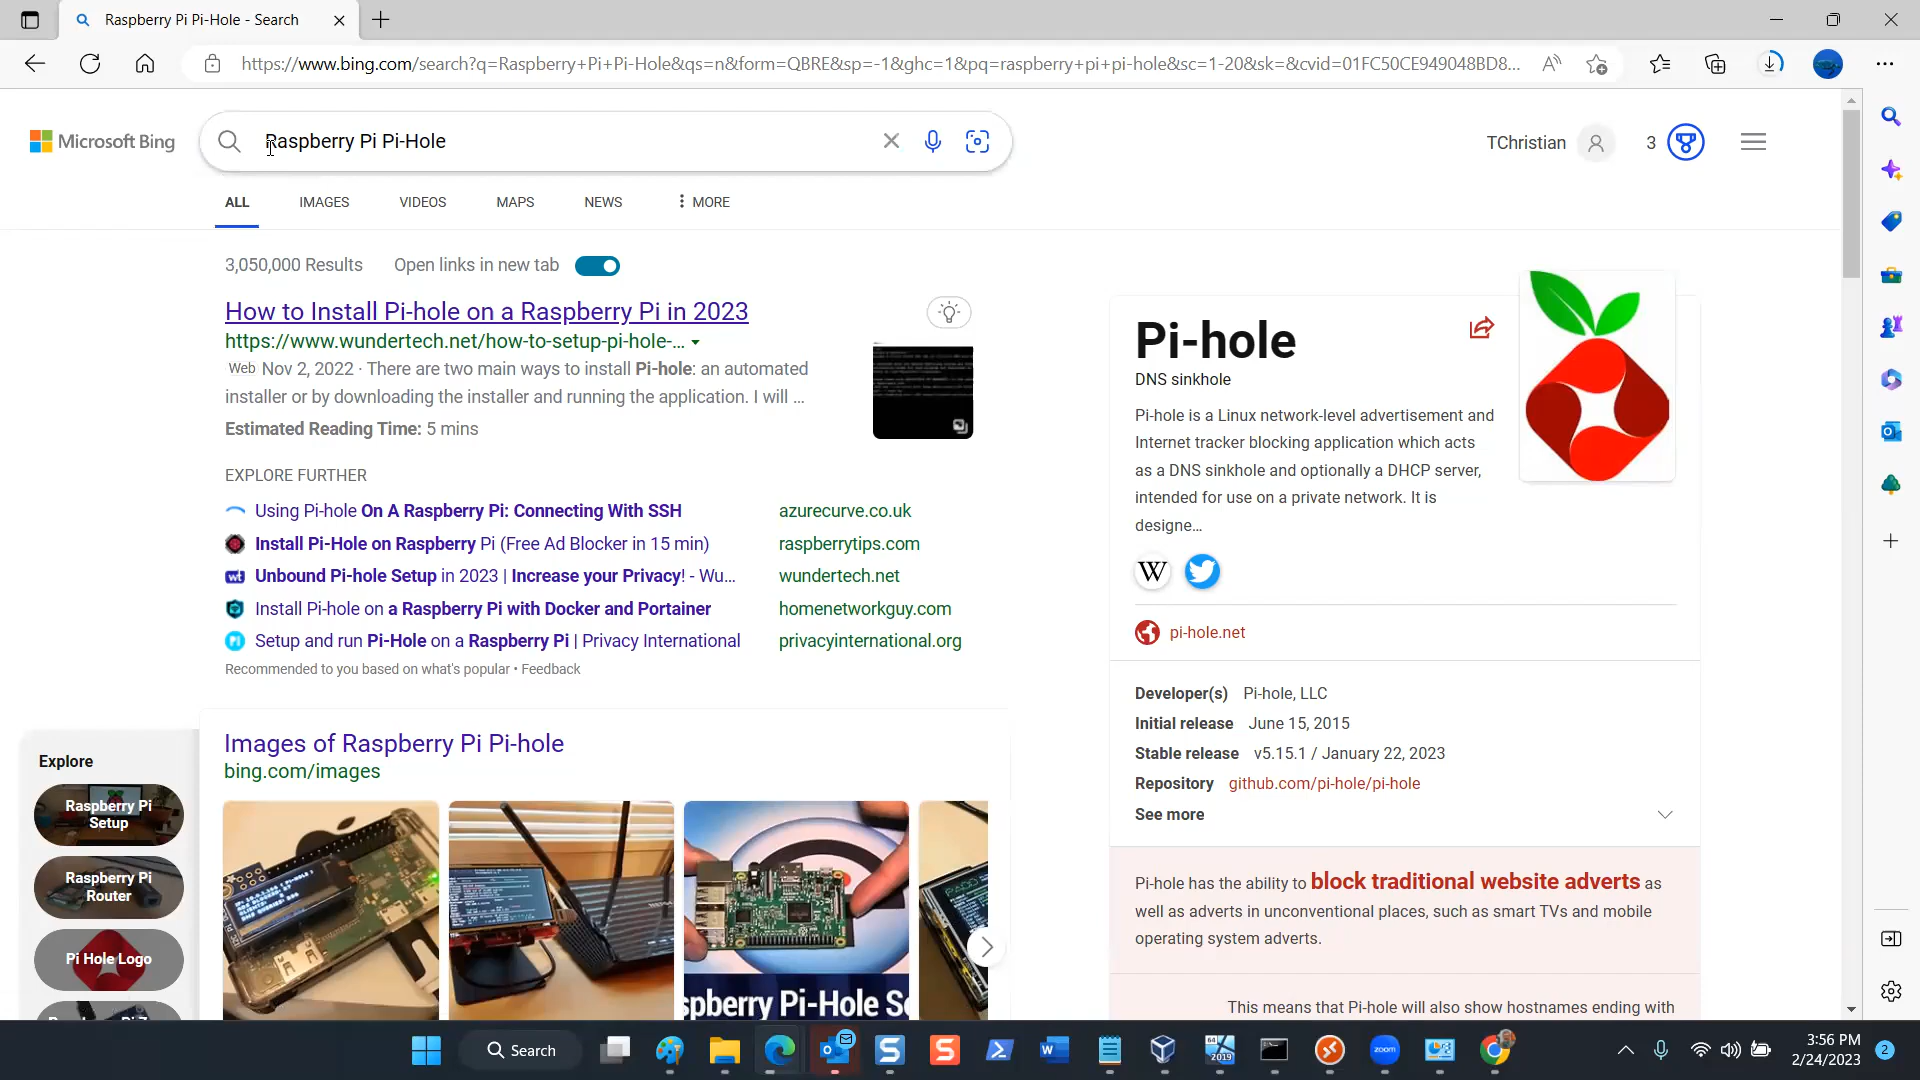 Raspberry Pi Pi-Hole - Search
https://www.bing.com/search?q=Raspberry+Pi+Pi-Hole&qs=n&form=QBRE&sp=-1&ghc=1&pq=raspberry+pi+pi-hole&sc=1-20&sk=&cvid=01FC50CE949048BD8...
Microsoft Bing
Raspberry Pi Pi-Hole
TChristian
3
ALL IMAGES VIDEOS MAPS NEWS MORE
3,050,000 Results Open links in new tab
How to Install Pi-hole on a Raspberry Pi in 2023
https://www.wundertech.net/how-to-setup-pi-hole-...
Web Nov 2, 2022 · There are two main ways to install Pi-hole: an automated
installer or by downloading the installer and running the application. I will ...
Estimated Reading Time: 5 mins
EXPLORE FURTHER
Using Pi-hole On A Raspberry Pi: Connecting With SSH azurecurve.co.uk
Install Pi-Hole on Raspberry Pi (Free Ad Blocker in 15 min) raspberrytips.com
wt Unbound Pi-hole Setup in 2023 | Increase your Privacy! - Wu... wundertech.net
Install Pi-hole on a Raspberry Pi with Docker and Portainer homenetworkguy.com
Setup and run Pi-Hole on a Raspberry Pi | Privacy International privacyinternational.org
Recommended to you based on what's popular • Feedback
Images of Raspberry Pi Pi-hole
bing.com/images
spberry Pi-Hole Se
Explore
Raspberry Pi
Setup
Raspberry Pi
Router
Pi Hole Logo
Pi-hole
DNS sinkhole
Pi-hole is a Linux network-level advertisement and
Internet tracker blocking application which acts
as a DNS sinkhole and optionally a DHCP server,
intended for use on a private network. It is
designe...
W
pi-hole.net
Developer(s) Pi-hole, LLC
Initial release June 15, 2015
Stable release v5.15.1 / January 22, 2023
Repository github.com/pi-hole/pi-hole
See more
Pi-hole has the ability to block traditional website adverts as
well as adverts in unconventional places, such as smart TVs and mobile
operating system adverts.
This means that Pi-hole will also show hostnames ending with
Search
zoom
3:56 PM
2/24/2023
2